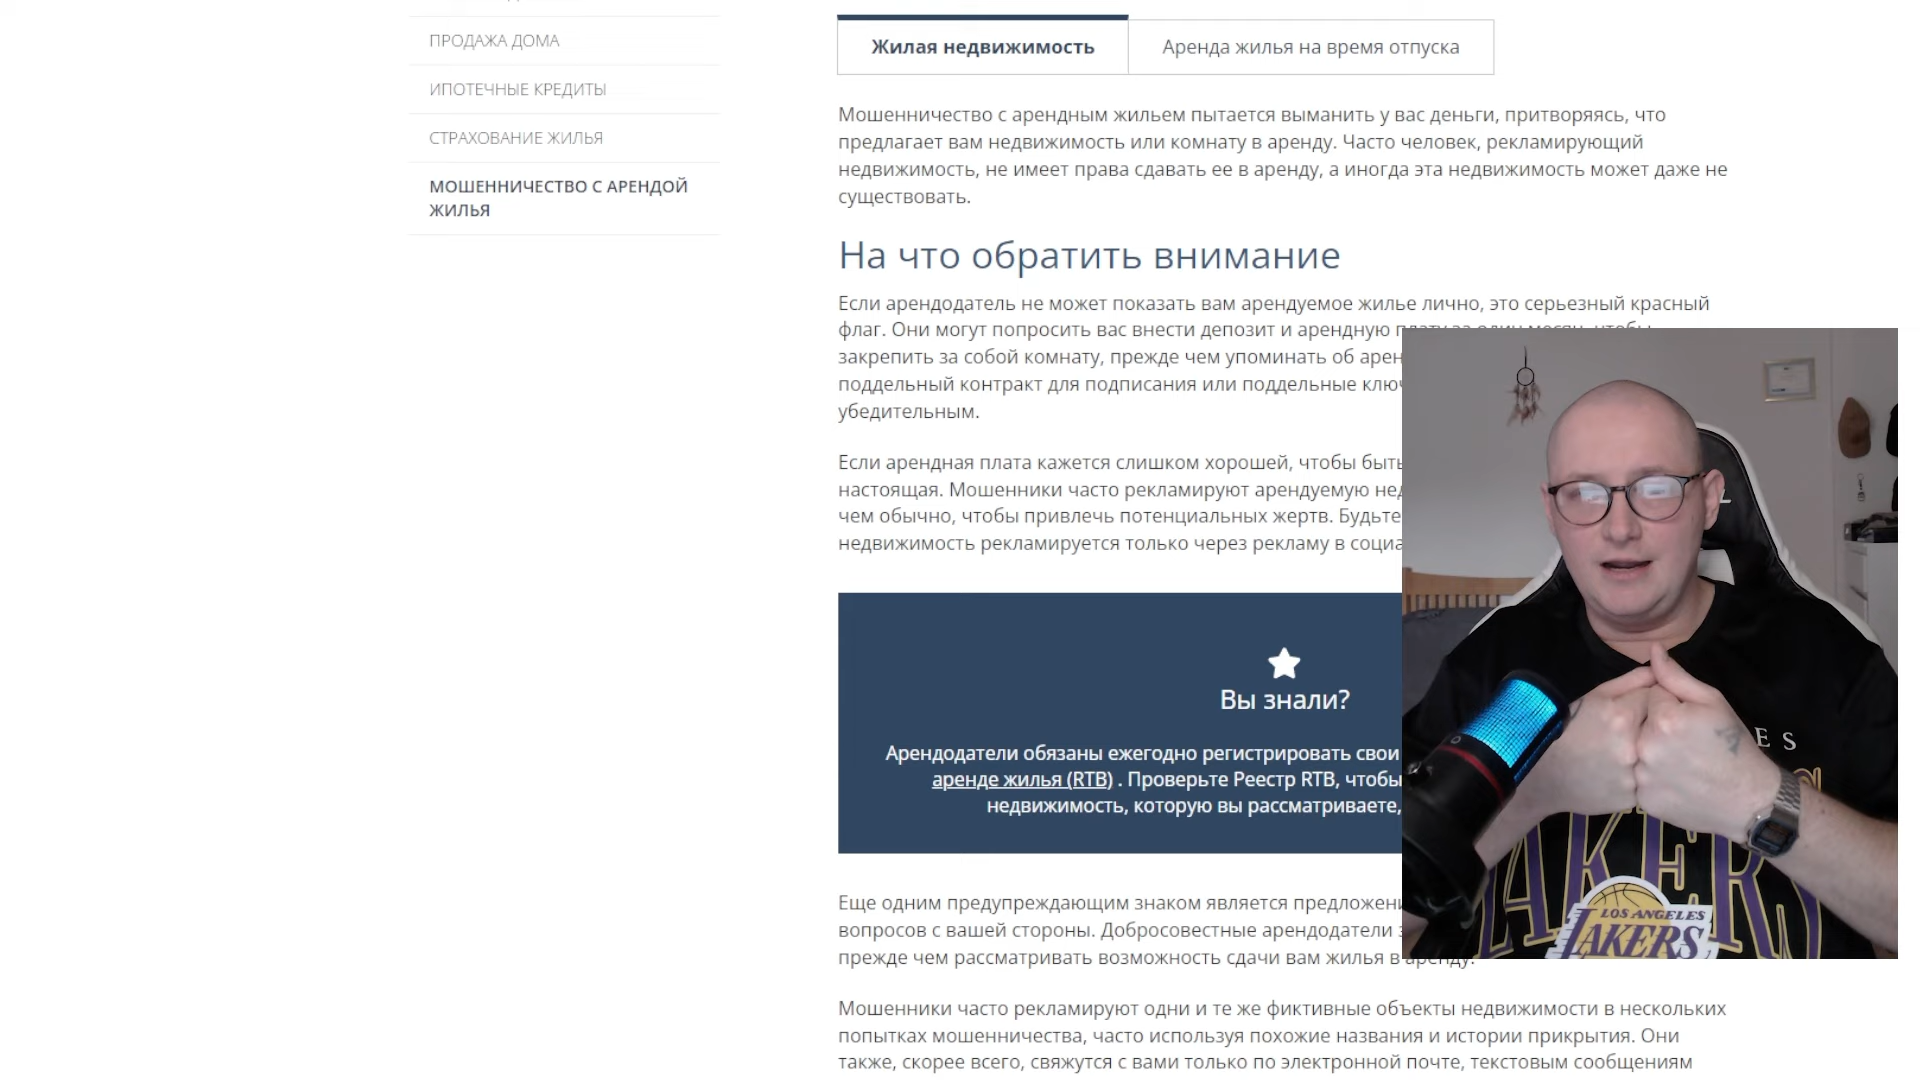 ПРОДАЖА ДОМА
ИПОТЕЧНЫЕ КРЕДИТЫ
СТРАХОВАНИЕ ЖИЛЬЯ
МОШЕННИЧЕСТВО С АРЕНДОЙ
ЖИЛЬЯ
Жилая недвижимость
Аренда жилья на время отпуска
Мошенничество с арендным жильем пытается выманить у вас деньги, притворяясь, что
предлагает вам недвижимость или комнату в аренду. Часто человек, рекламирующий
недвижимость, не имеет права сдавать ее в аренду, а иногда эта недвижимость может даже не
существовать.
На что обратить внимание
Если арендодатель не может показать вам арендуемое жилье лично, это серьезный красный
флаг. Они могут попросить вас внести депозит и арендную плату за один месяц, чтобы
закрепить за собой комнату, прежде чем упоминать об
поддельный контракт для подписания или поддельные
убедительным.
Если арендная плата кажется слишком хорошей, чтобы быть
настоящая. Мошенники часто рекламируют арендуемую
чем обычно, чтобы привлечь потенциальных жертв. Будьте
недвижимость рекламируется только через рекламу в
Вы знали?
Арендодатели обязаны ежегодно регистрировать свои
аренде жилья (RTB) . Проверьте Реестр RTB, чтобы
недвижимость, которую вы рассматриваете,
Еще одним предупреждающим знаком является
вопросов с вашей стороны. Добросовестные арендодатели
прежде чем рассматривать возможность сдачи вам жилья в аренду.
Мошенники часто рекламируют одни и те же фиктивные объекты недвижимости в нескольких
попытках мошенничества, часто используя похожие названия и истории прикрытия. Они
также, скорее всего, свяжутся с вами только по электронной почте, текстовым сообщениям
LOS ANGELES
LAKERS